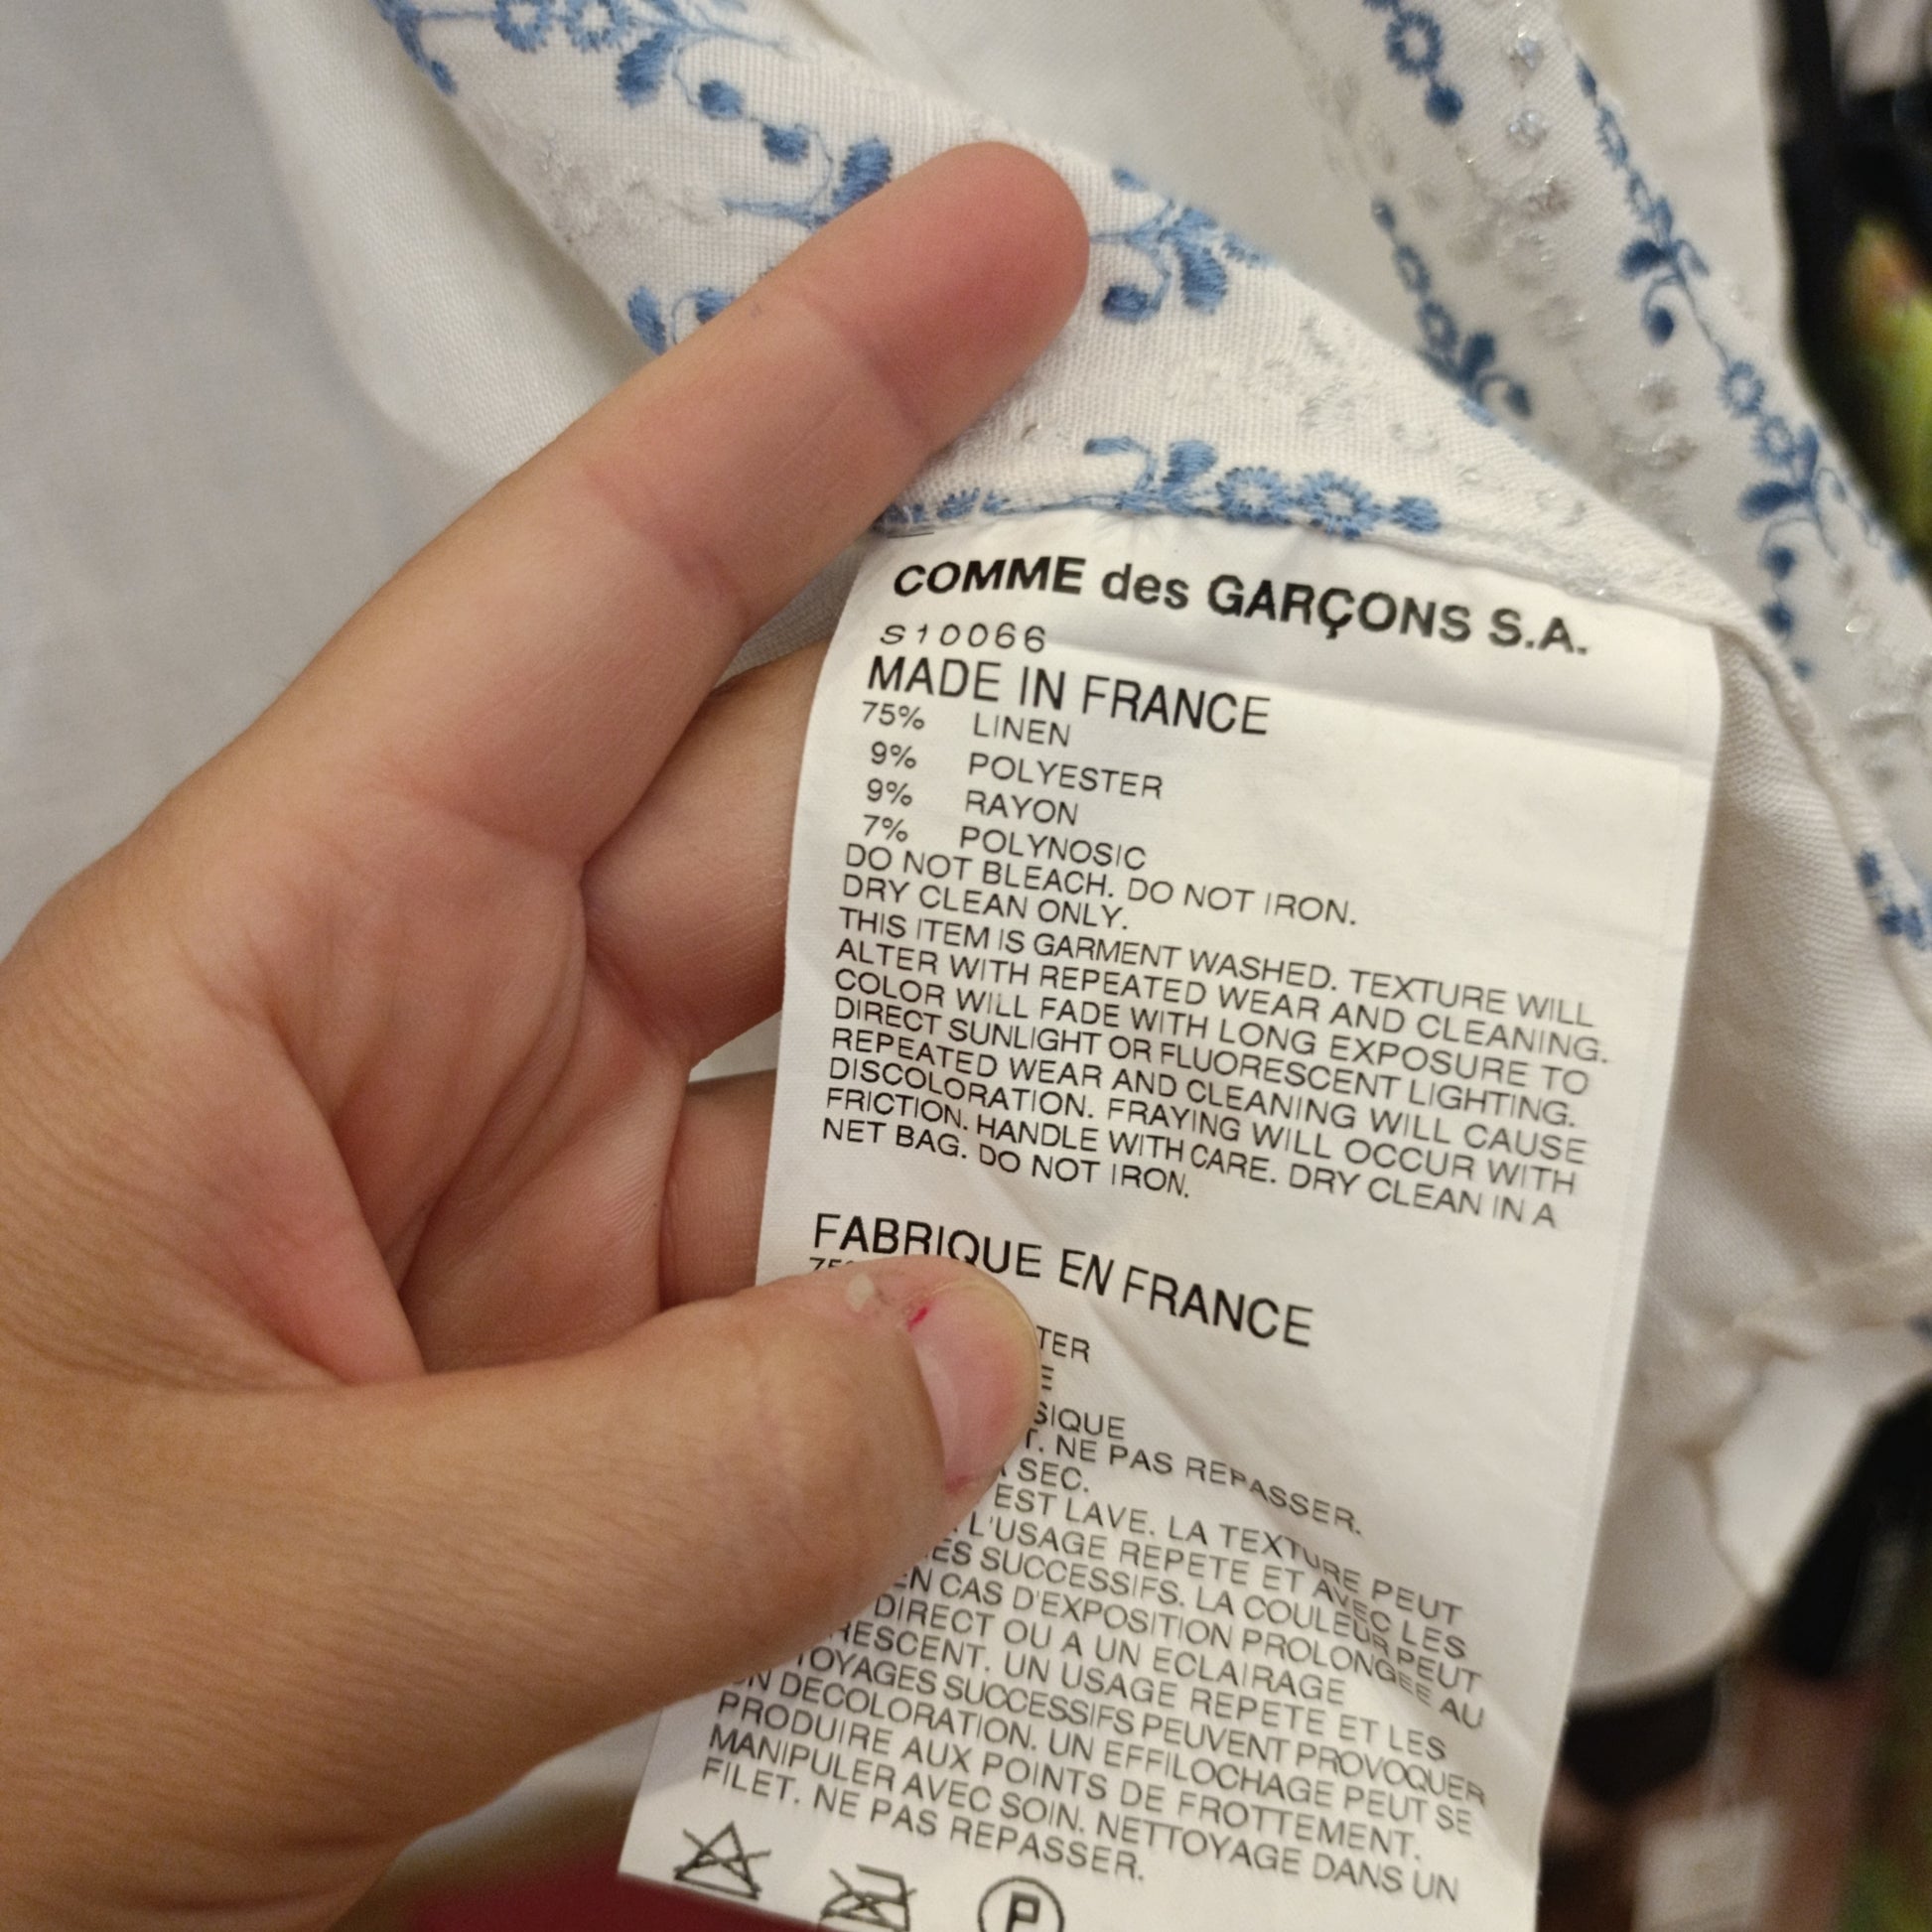 COMME des GARÇONS S.A.
S10066
MADE IN FRANCE
75% LINEN
9% POLYESTER
9% RAYON
7% POLYNOSIC
DO NOT BLEACH. DO NOT IRON.
DRY CLEAN ONLY.
THIS ITEM IS GARMENT WASHED. TEXTURE WILL
ALTER WITH REPEATED WEAR AND CLEANING.
COLOR WILL FADE WITH LONG EXPOSURE TO
DIRECT SUNLIGHT OR FLUORESCENT LIGHTING.
REPEATED WEAR AND CLEANING WILL CAUSE
DISCOLORATION. FRAYING WILL OCCUR WITH
FRICTION. HANDLE WITH CARE. DRY CLEAN IN A
NET BAG. DO NOT IRON.
FABRIQUE EN FRANCE
NE PAS REPASSER.
SEC.
EST LAVE. LA TEXTURE PEUT
L'USAGE REPETE ET AVEC LES
SUCCESSIFS. LA COULEUR PEUT
EN CAS D'EXPOSITION PROLONGEE AU
DIRECT OU A UN ECLAIRAGE
UN USAGE REPETE ET LES
SUCCESSIFS PEUVENT PROVOQUER
DECOLORATION. UN EFFILOCHAGE PEUT SE
PRODUIRE AUX POINTS DE FROTTEMENT.
MANIPULER AVEC SOIN. NETTOYAGE DANS UN
FILET. NE PAS REPASSER.
P